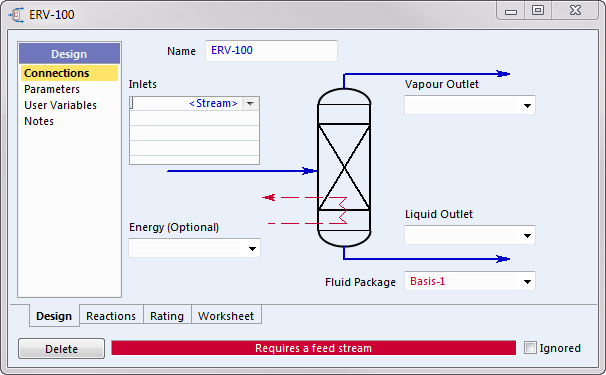 ERV-100
Design
Connections
Parameters
User Variables
Notes
Name ERV-100
Inlets
<Stream>
Vapour Outlet
Energy (Optional)
Liquid Outlet
Fluid Package Basis-1
Design Reactions Rating Worksheet
Delete Requires a feed stream Ignored